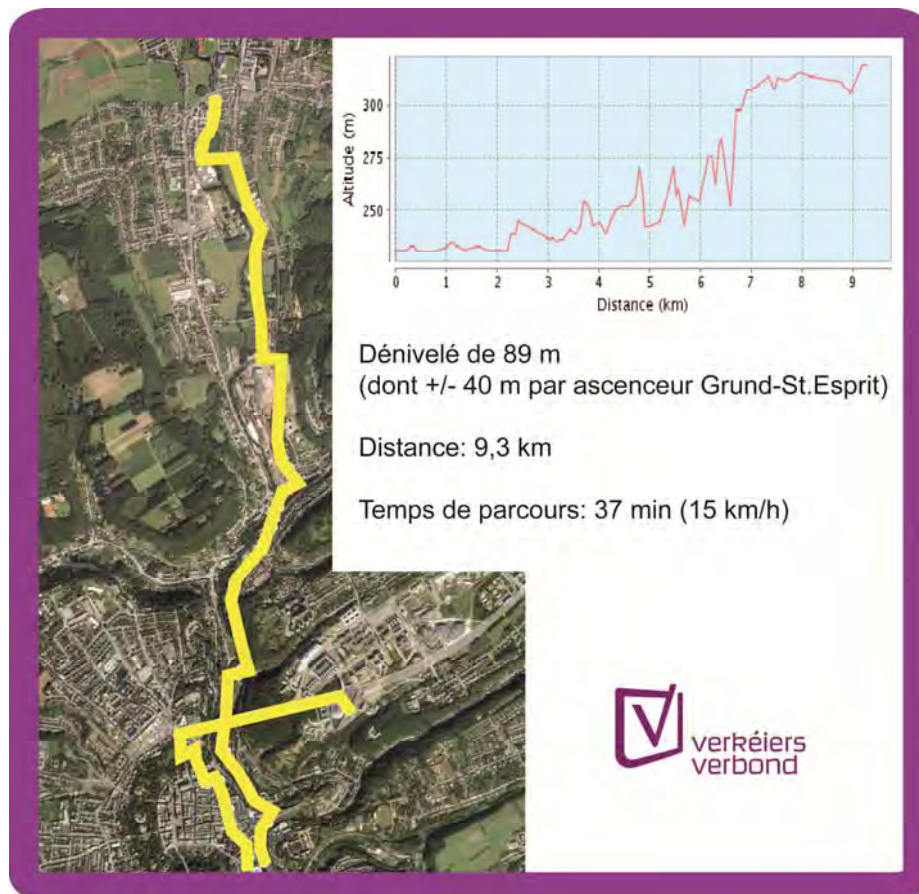 300
275
250
Altitude (m)
0 1 2 3 4 5 6 7 8 9
Distance (km)
Dénivelé de 89 m
(dont +/- 40 m par ascenceur Grund-St.Esprit)
Distance: 9,3 km
Temps de parcours: 37 min (15 km/h)
verkéiers
verbond